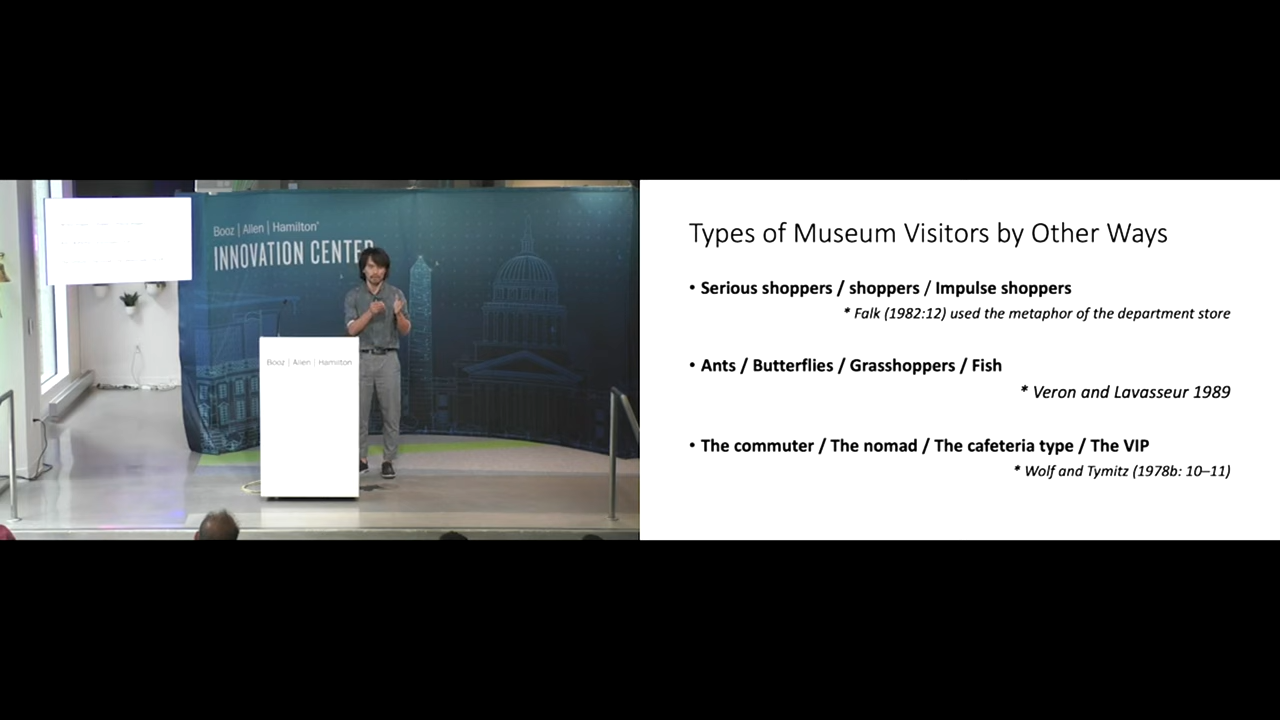 Booz | Allen | Hamilton®
INNOVATION CENTER
Booz | Allen | Hamilton
Types of Museum Visitors by Other Ways
• Serious shoppers / shoppers / Impulse shoppers
* Falk (1982:12) used the metaphor of the department store
• Ants / Butterflies / Grasshoppers / Fish
* Veron and Lavasseur 1989
• The commuter / The nomad / The cafeteria type / The VIP
* Wolf and Tymitz (1978b: 10–11)